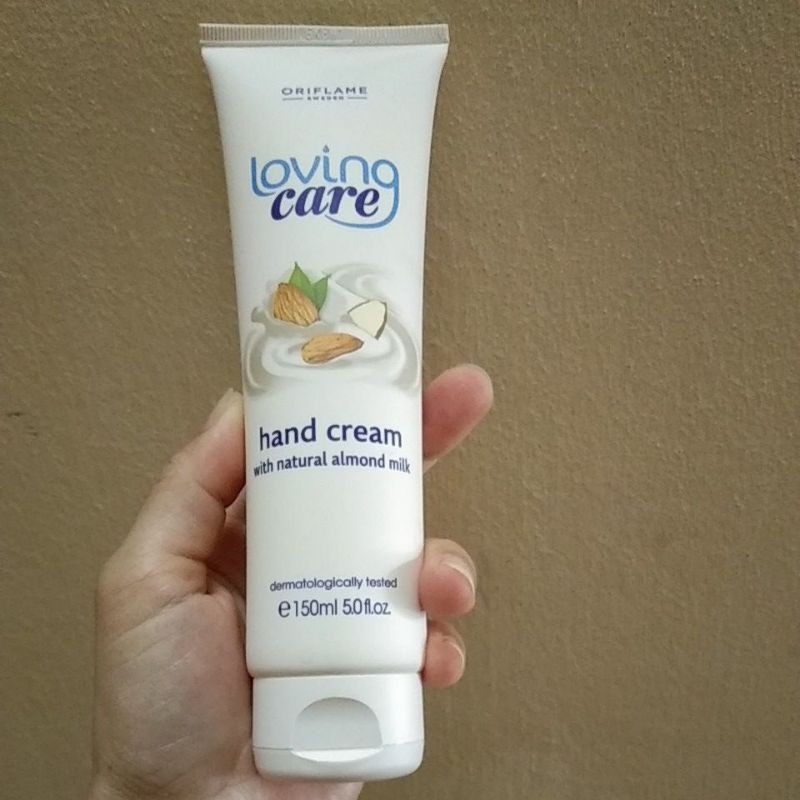 ORIFLAME
SWEDEN
loving
care
hand cream
with natural almond milk
dermatologically tested
℮150ml 5.0fl.oz.